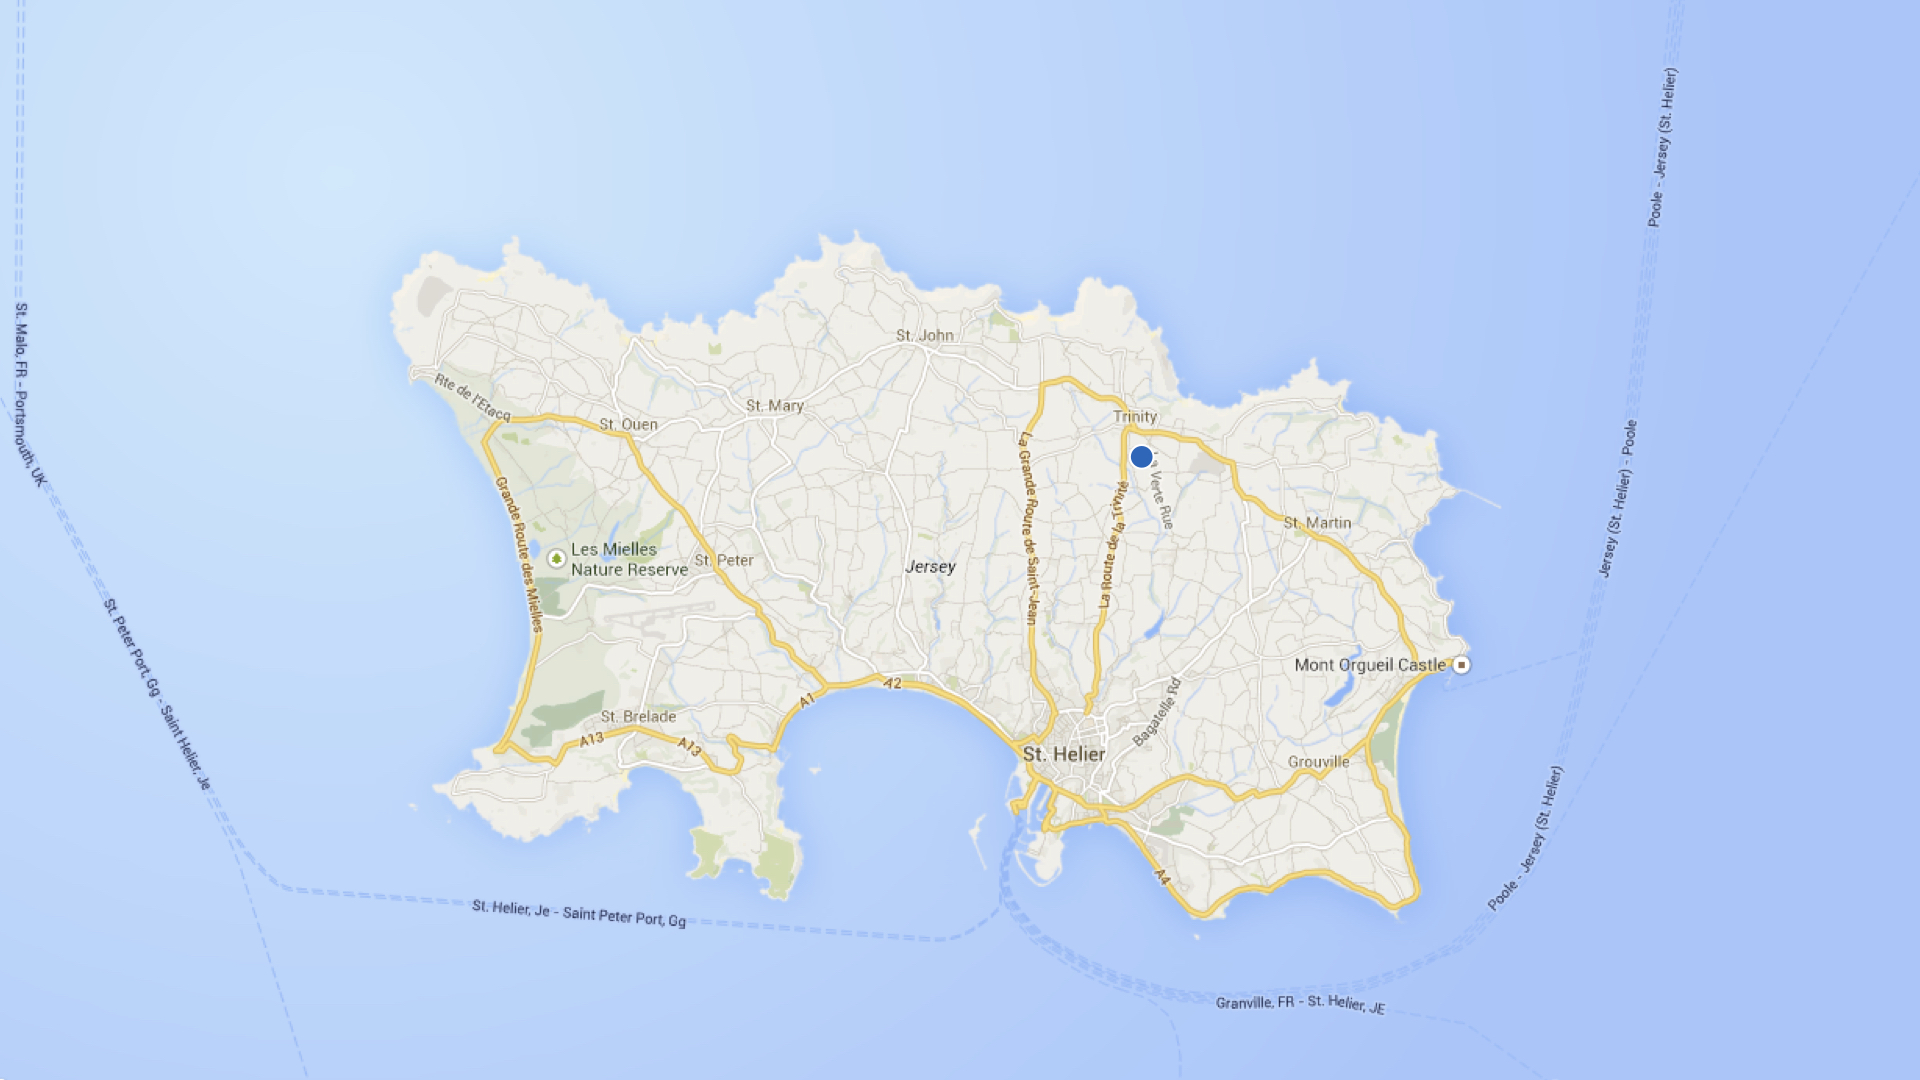 Poole - Jersey (St. Helier)
St. Malo, FR - Portsmouth, UK
St. John
Rte de l'Etacq
St. Ouen
St. Mary
Trinity
La Grande Route de Saint-Jean
La Verte Rue
Jersey (St. Helier) - Poole
Grande Route des Mielles
La Route de la Trinité
St. Martin
Les Mielles
Nature Reserve
St. Peter
Jersey
St. Peter Port, Gg - Saint Helier, Je
Mont Orgueil Castle
A2
A1
Bagatelle Rd
St. Brelade
A13
A13
St. Helier
Grouville
Poole - Jersey (St. Helier)
A4
St. Helier, Je - Saint Peter Port, Gg
Granville, FR - St. Helier, JE